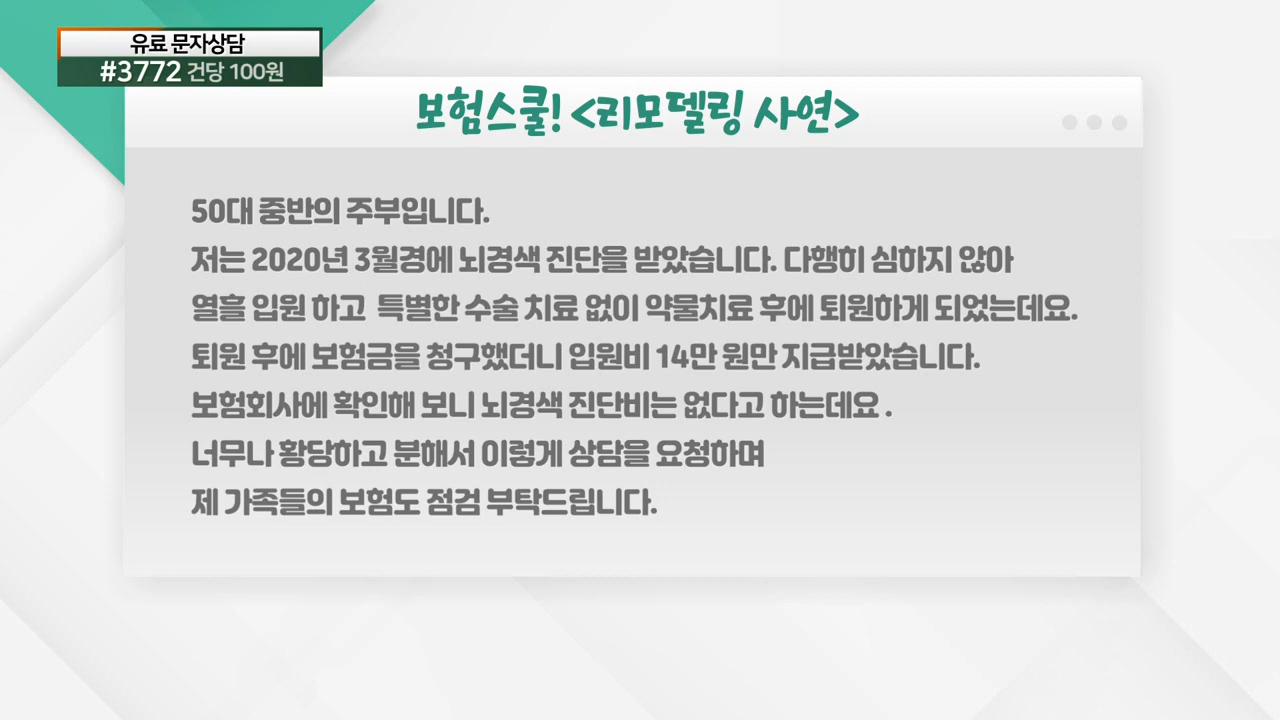 유료 문자상담
#3772 건당 100원
보험스쿨! <리모델링 사연>
50대 중반의 주부입니다.
저는 2020년 3월경에 뇌경색 진단을 받았습니다. 다행히 심하지 않아
열흘 입원 하고 특별한 수술 치료 없이 약물치료 후에 퇴원하게 되었는데요.
퇴원 후에 보험금을 청구했더니 입원비 14만 원만 지급받았습니다.
보험회사에 확인해 보니 뇌경색 진단비는 없다고 하는데요 .
너무나 황당하고 분해서 이렇게 상담을 요청하며
제 가족들의 보험도 점검 부탁드립니다.